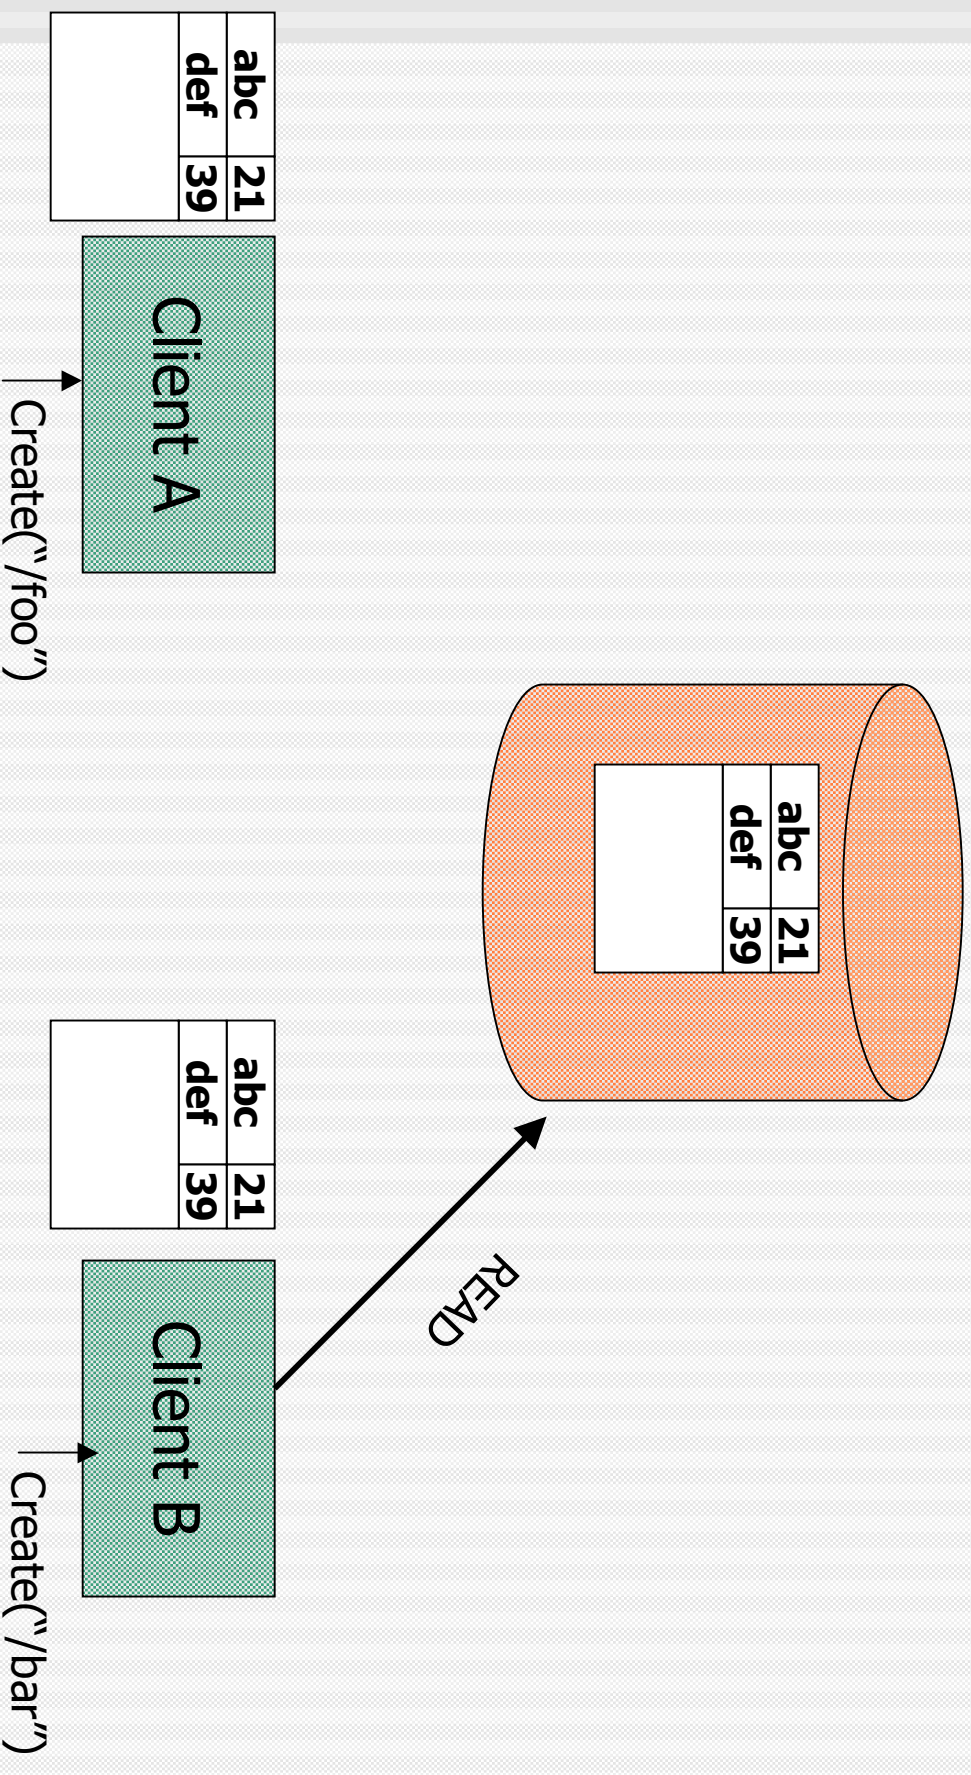 abc 21
def 39
READ
abc 21
def 39
Client A
abc 21
def 39
Client B
Create(“/foo”)
Create(“/bar”)